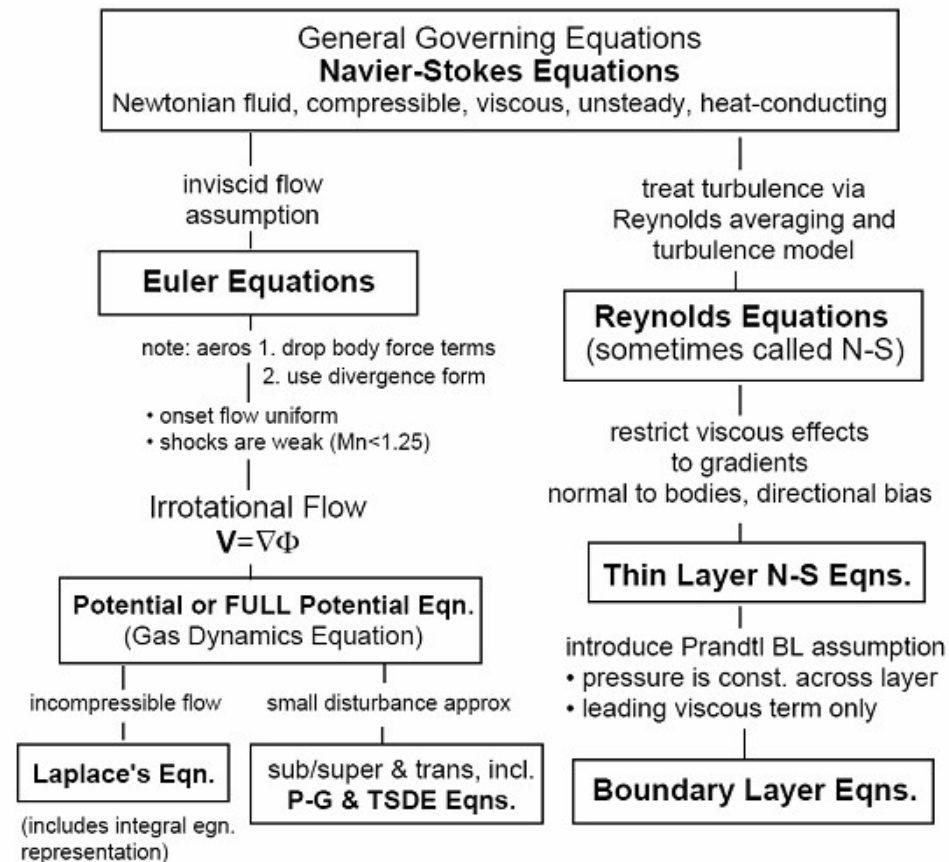 General Governing Equations
Navier-Stokes Equations
Newtonian fluid, compressible, viscous, unsteady, heat-conducting
inviscid flow
assumption
Euler Equations
note: aeros 1. drop body force terms
2. use divergence form
• onset flow uniform
• shocks are weak (Mn<1.25)
Irrotational Flow
V=∇Φ
Potential or FULL Potential Eqn.
(Gas Dynamics Equation)
incompressible flow
Laplace's Eqn.
(includes integral eqn.
representation)
small disturbance approx
sub/super & trans, incl.
P-G & TSDE Eqns.
treat turbulence via
Reynolds averaging and
turbulence model
Reynolds Equations
(sometimes called N-S)
restrict viscous effects
to gradients
normal to bodies, directional bias
Thin Layer N-S Eqns.
introduce Prandtl BL assumption
• pressure is const. across layer
• leading viscous term only
Boundary Layer Eqns.